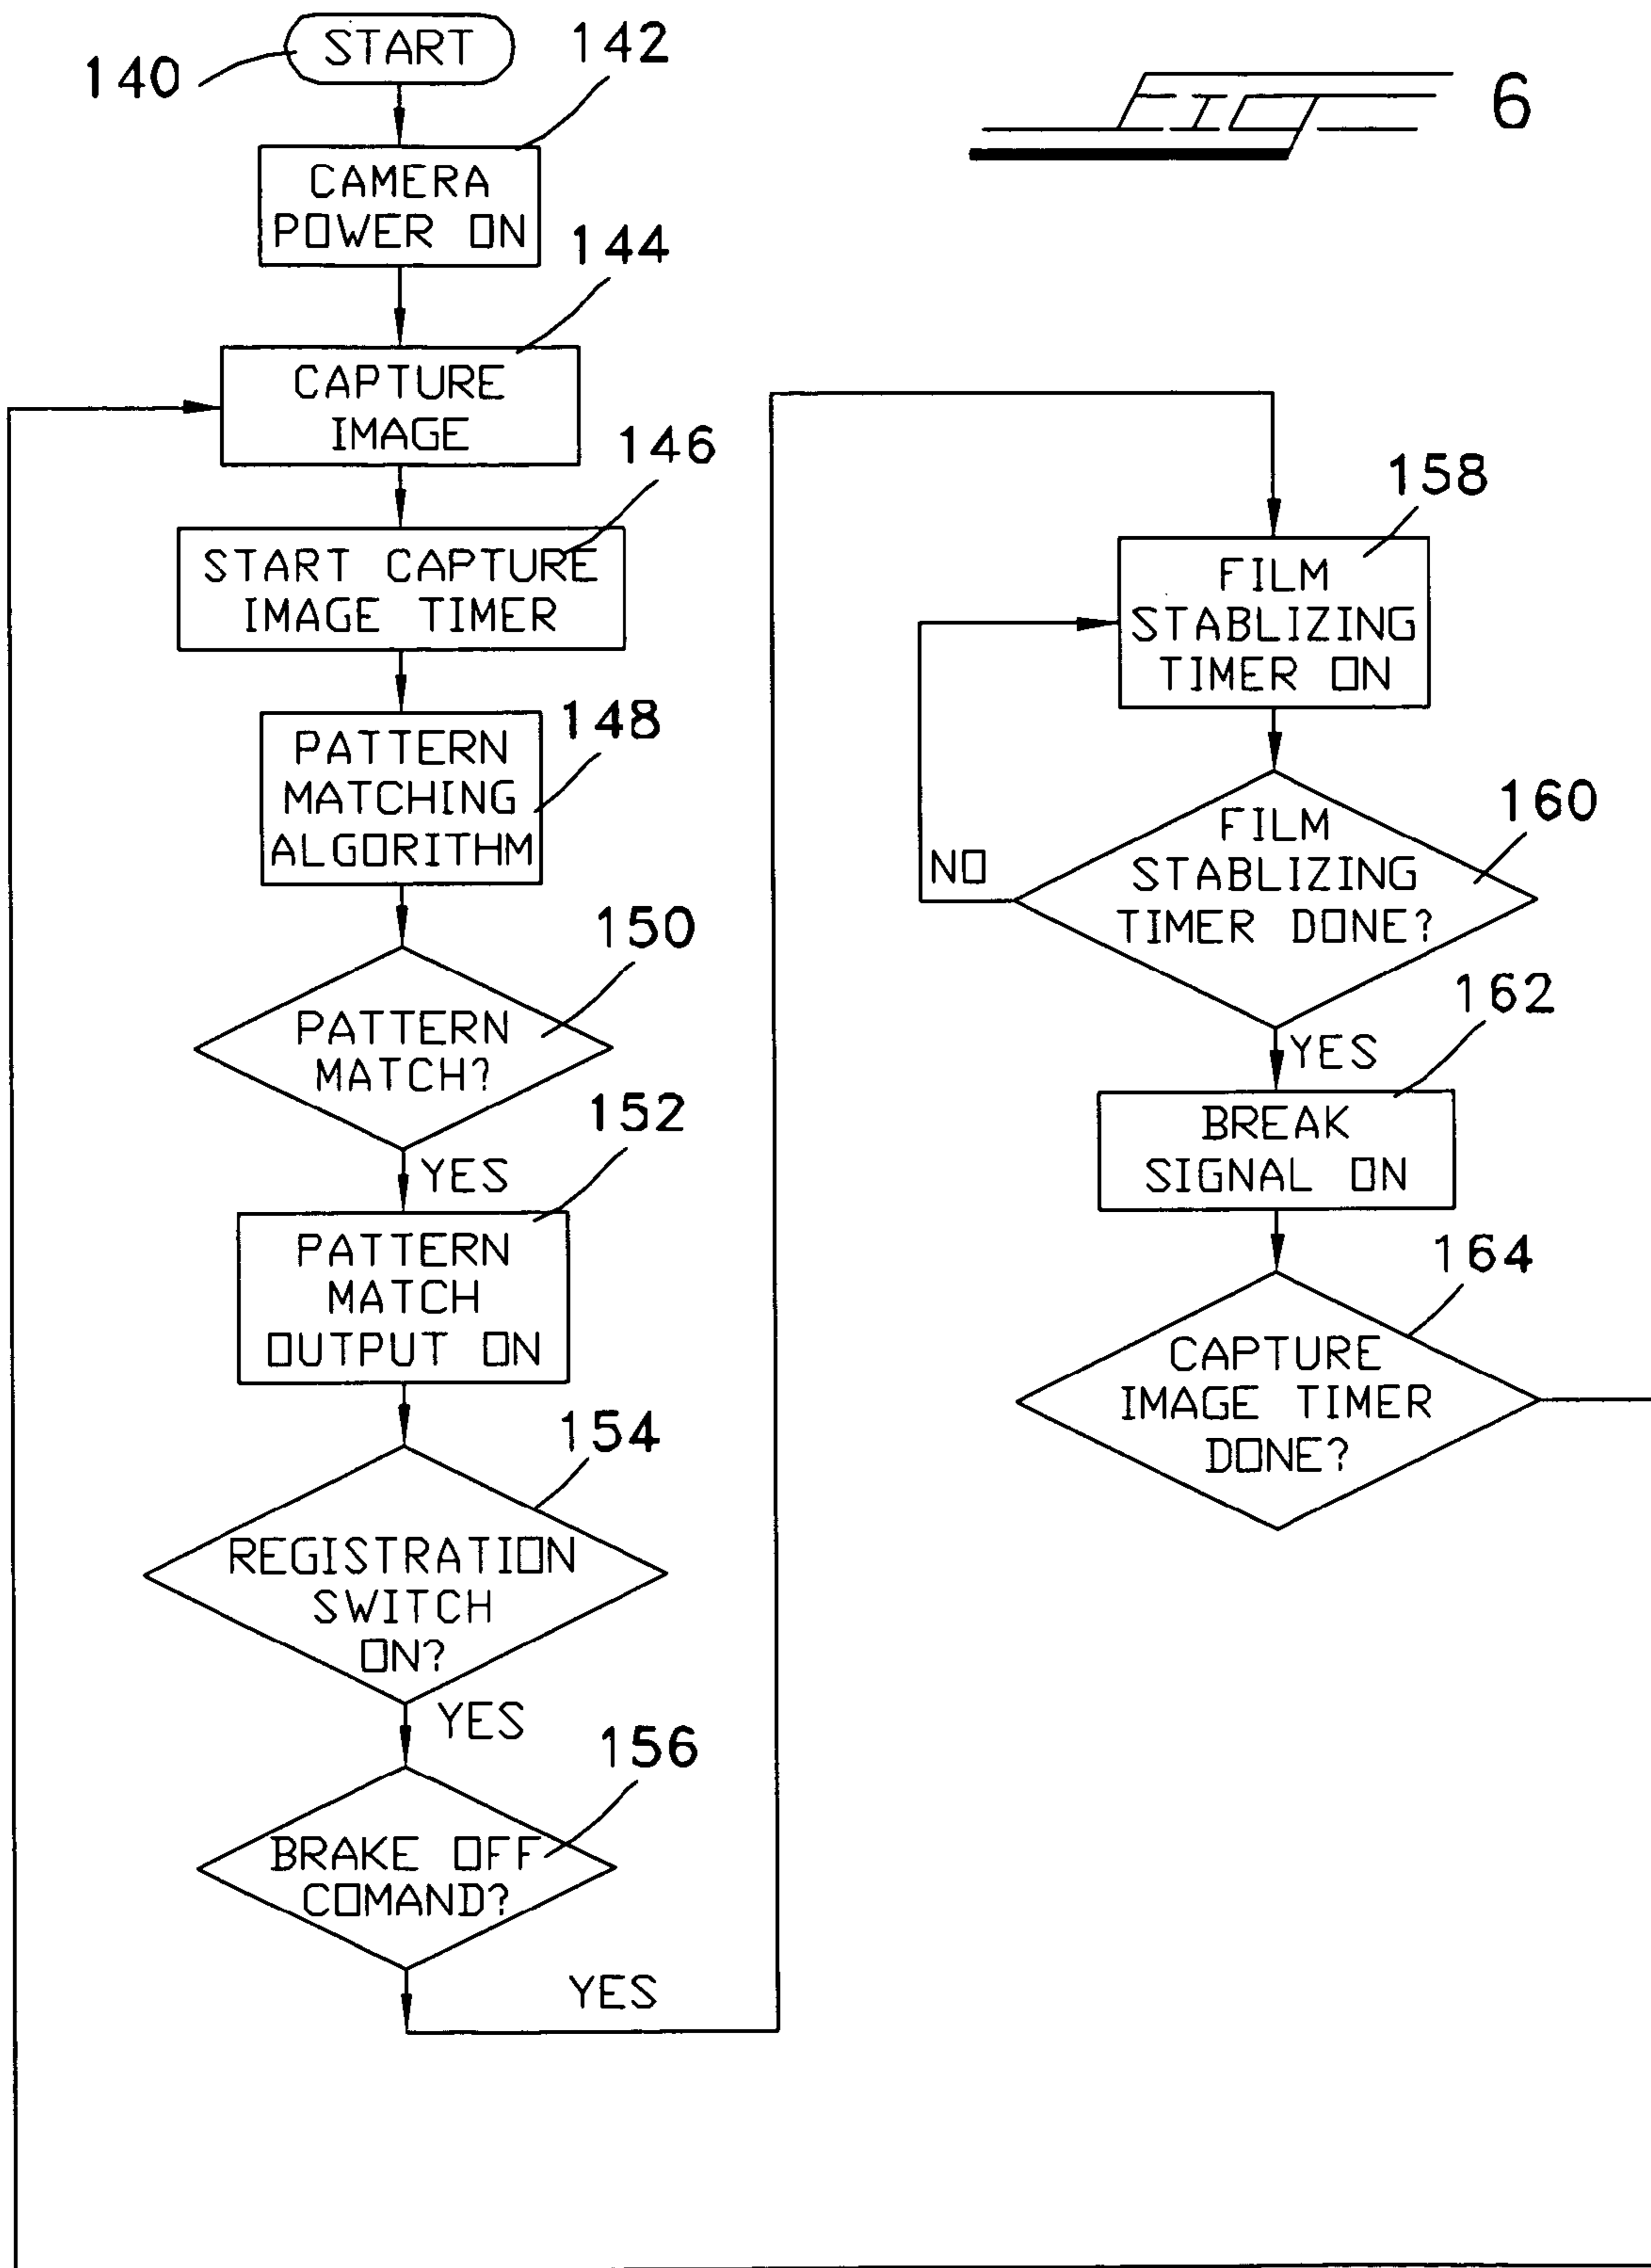 START
140
142
CAMERA
POWER ON
144
CAPTURE
IMAGE
146
START CAPTURE
IMAGE TIMER
148
PATTERN
MATCHING
ALGORITHM
150
PATTERN
MATCH?
YES
152
PATTERN
MATCH
OUTPUT ON
154
REGISTRATION
SWITCH
ON?
YES
156
BRAKE OFF
COMAND?
YES
FIG 6
158
FILM
STABLIZING
TIMER ON
160
FILM
STABLIZING
TIMER DONE?
NO
YES
162
BREAK
SIGNAL ON
164
CAPTURE
IMAGE TIMER
DONE?